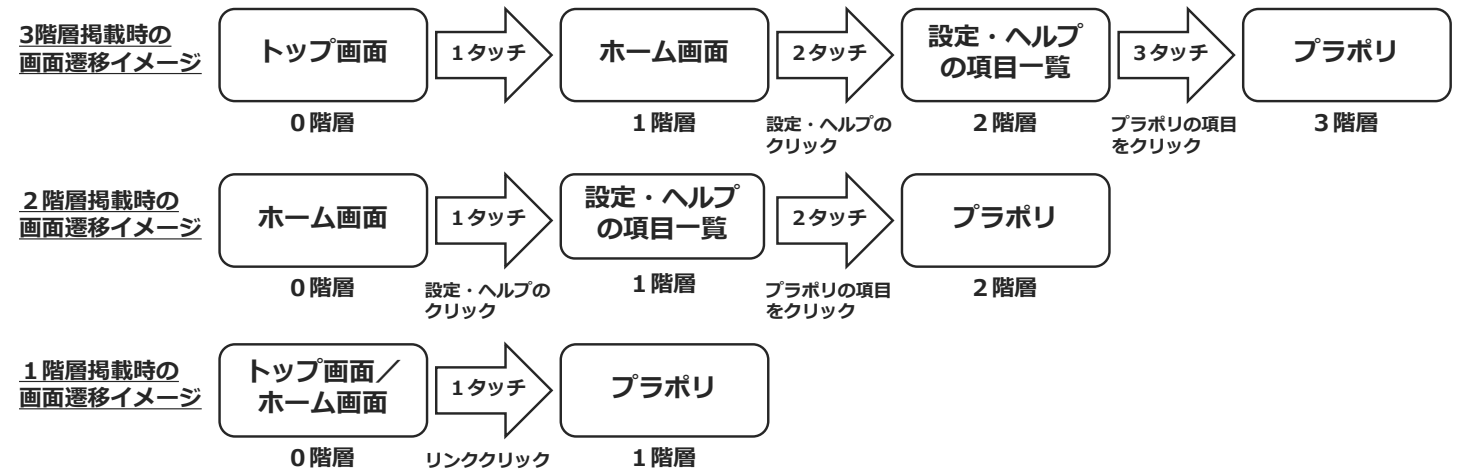 3階層掲載時の
画面遷移イメージ
トップ画面
1タッチ
ホーム画面
2タッチ
設定・ヘルプ
の項目一覧
3タッチ
プラポリ
0階層
1階層
設定・ヘルプの
クリック
2階層
プラポリの項目
をクリック
3階層
2階層掲載時の
画面遷移イメージ
ホーム画面
1タッチ
設定・ヘルプ
の項目一覧
2タッチ
プラポリ
0階層
設定・ヘルプの
クリック
1階層
プラポリの項目
をクリック
2階層
1階層掲載時の
画面遷移イメージ
トップ画面／
ホーム画面
1タッチ
プラポリ
0階層
リンククリック
1階層